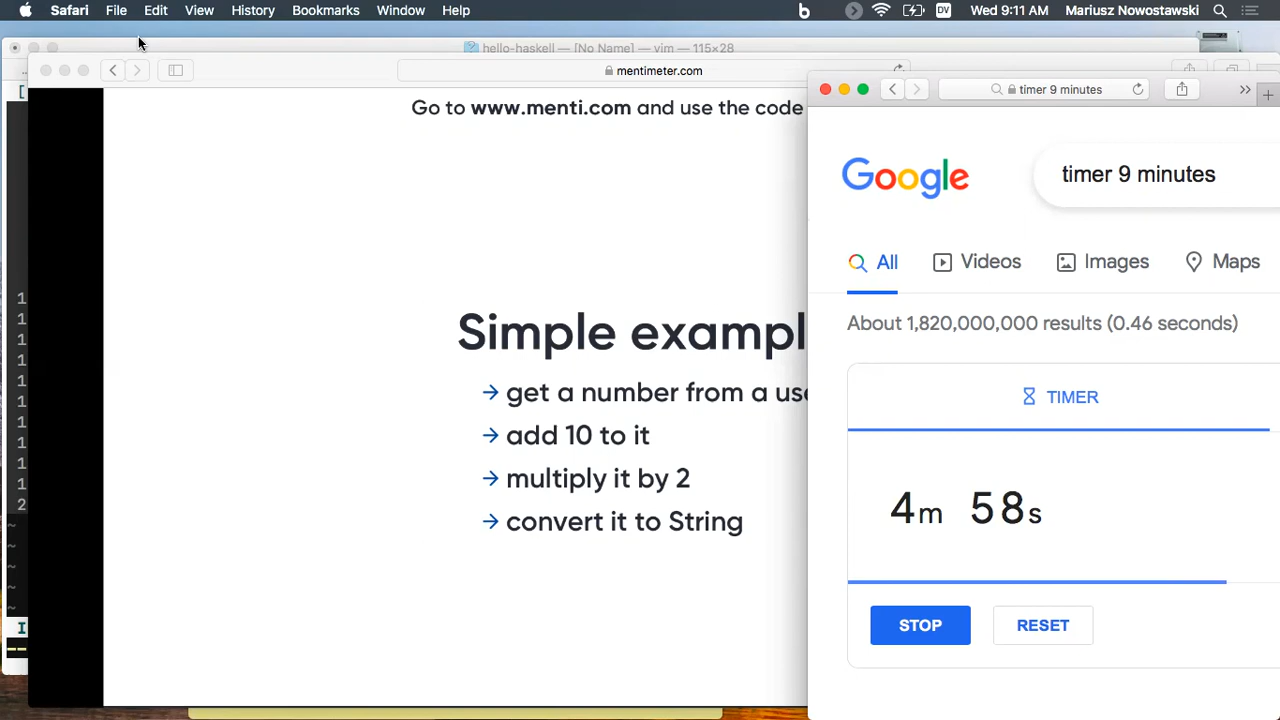 Safari File Edit View History Bookmarks Window Help
DV Wed 9:11 AM Mariusz Nowostawski
hello-haskell — [No Name] — vim — 115×28
mentimeter.com
timer 9 minutes
Go to www.menti.com and use the code
Google
timer 9 minutes
All Videos Images Maps
About 1,820,000,000 results (0.46 seconds)
Simple exampl
→ get a number from a use
→ add 10 to it
→ multiply it by 2
→ convert it to String
TIMER
4m 58s
STOP RESET